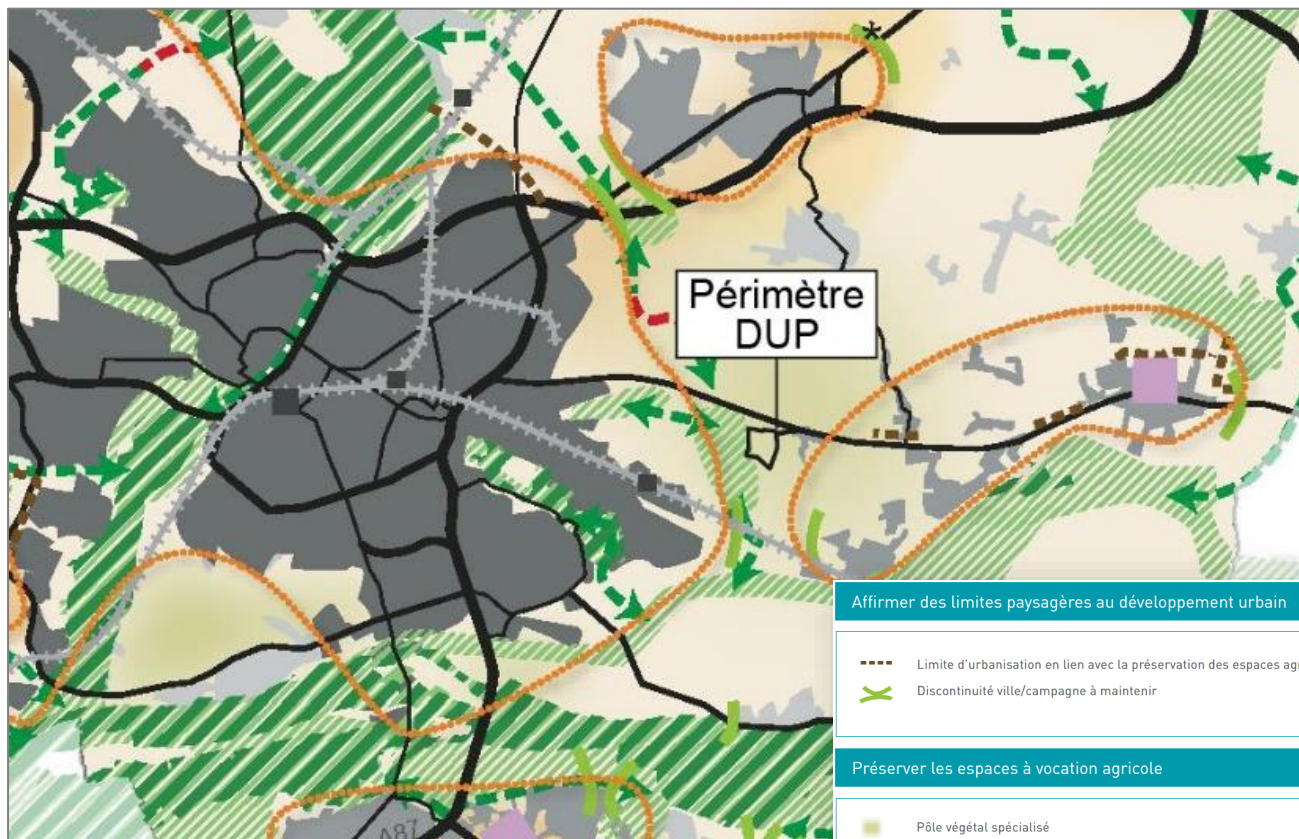 *
Périmètre
DUP
Affirmer des limites paysagères au développement urbain
Limite d'urbanisation en lien avec la préservation des espaces agr
Discontinuité ville/campagne à maintenir
Préserver les espaces à vocation agricole
Pôle végétal spécialisé
A87